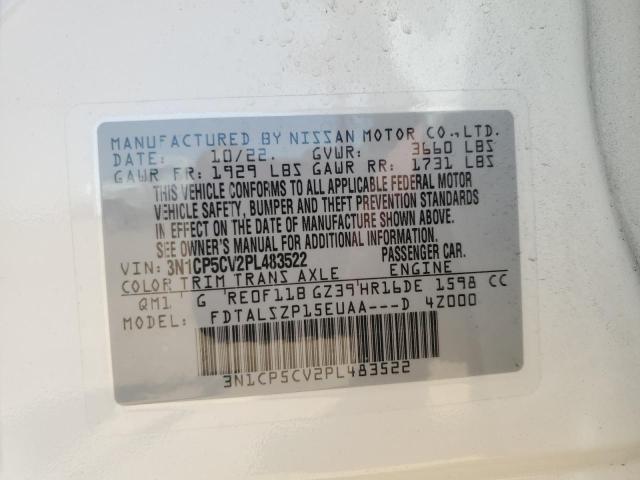 MANUFACTURED BY NISSAN MOTOR CO.,LTD.
DATE: 10/22. GVWR: 3660 LBS
GAWR FR: 1929 LBS GAWR RR: 1731 LBS
THIS VEHICLE CONFORMS TO ALL APPLICABLE FEDERAL MOTOR
VEHICLE SAFETY, BUMPER AND THEFT PREVENTION STANDARDS
IN EFFECT ON THE DATE OF MANUFACTURE SHOWN ABOVE.
SEE OWNER'S MANUAL FOR ADDITIONAL INFORMATION.
VIN: 3N1CP5CV2PL483522 PASSENGER CAR.
COLOR TRIM TRANS AXLE ENGINE
QM1 G RE0F11B GZ39 HR16DE 1598 CC
MODEL: FDTALSZP15EUAA---D 4Z000
3N1CP5CV2PL483522